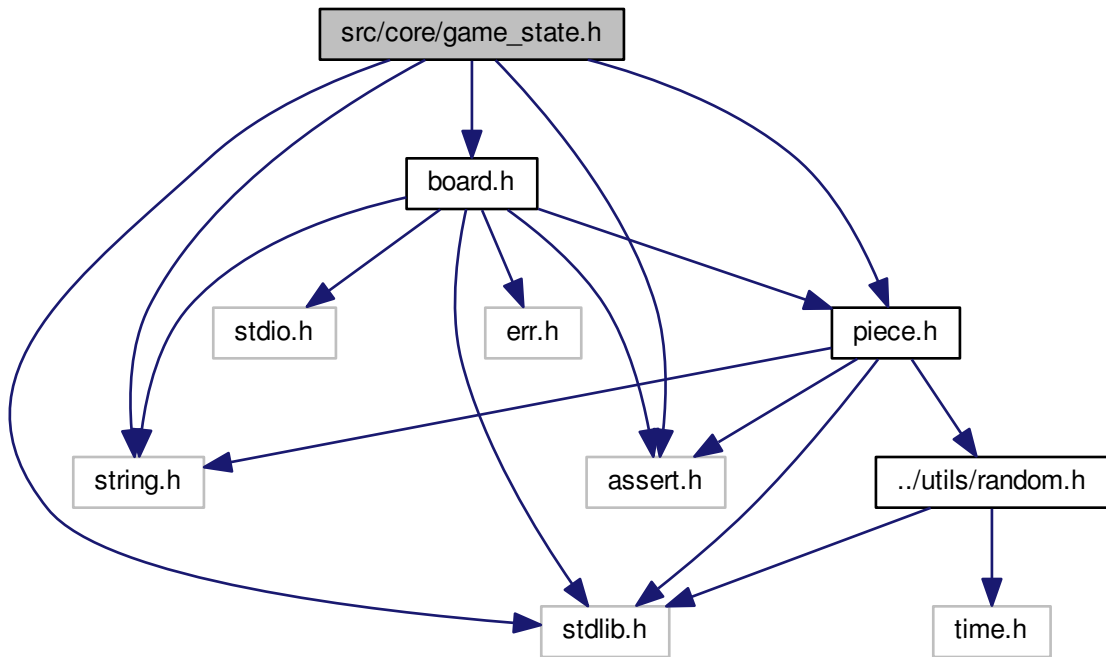 src/core/game_state.h
board.h
stdio.h
err.h
piece.h
string.h
assert.h
../utils/random.h
stdlib.h
time.h